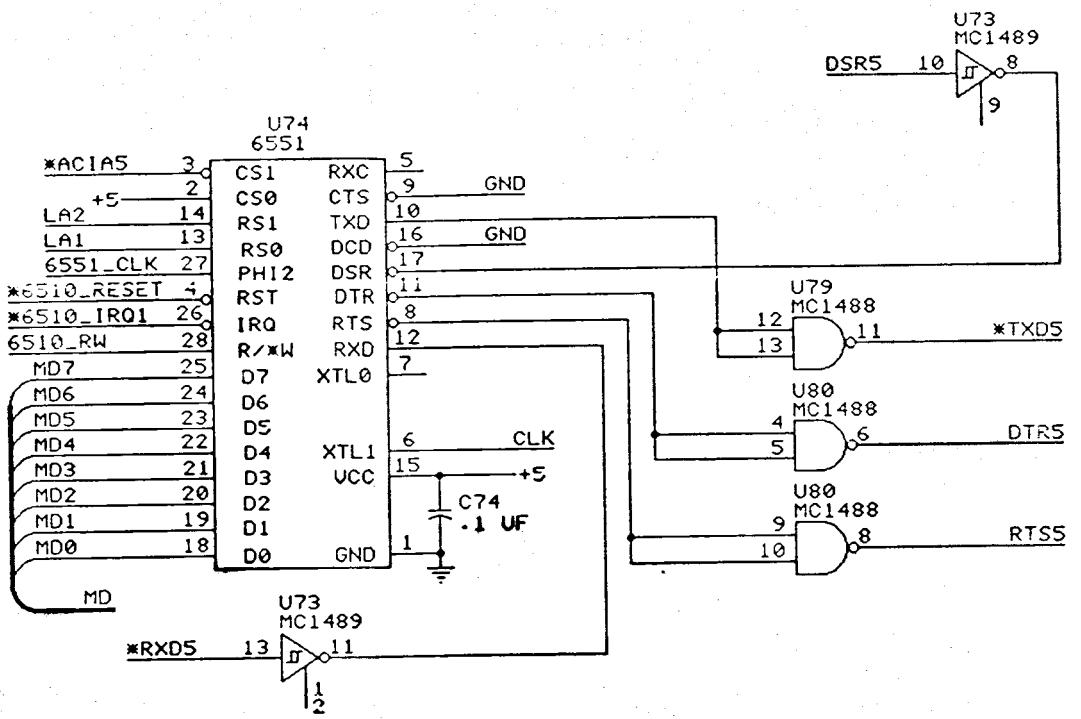 U73
MC1489
DSR5 10 8
9
U74
6551
*ACIA5 3 CS1 RXC 5
+5 2 CS0 CTS 9 GND
LA2 14 RS1 TXD 10
LA1 13 RS0 DCD 16 GND
6551_CLK 27 PHI2 DSR 17
*6510_RESET 4 RST DTR 11
*6510_IRQ1 26 IRQ RTS 8
6510_RW 28 R/*W RXD 12
MD7 25 D7 XTL0 7
MD6 24 D6
MD5 23 D5
MD4 22 D4 XTL1 6 CLK
MD3 21 D3 VCC 15 +5
MD2 20 D2
MD1 19 D1
MD0 18 D0 GND 1
MD
C74
.1 UF
U79
MC1488
12 11 *TXD5
13
U80
MC1488
4 6 DTR5
5
U80
MC1488
9 8 RTS5
10
U73
MC1489
*RXD5 13 11
1
2